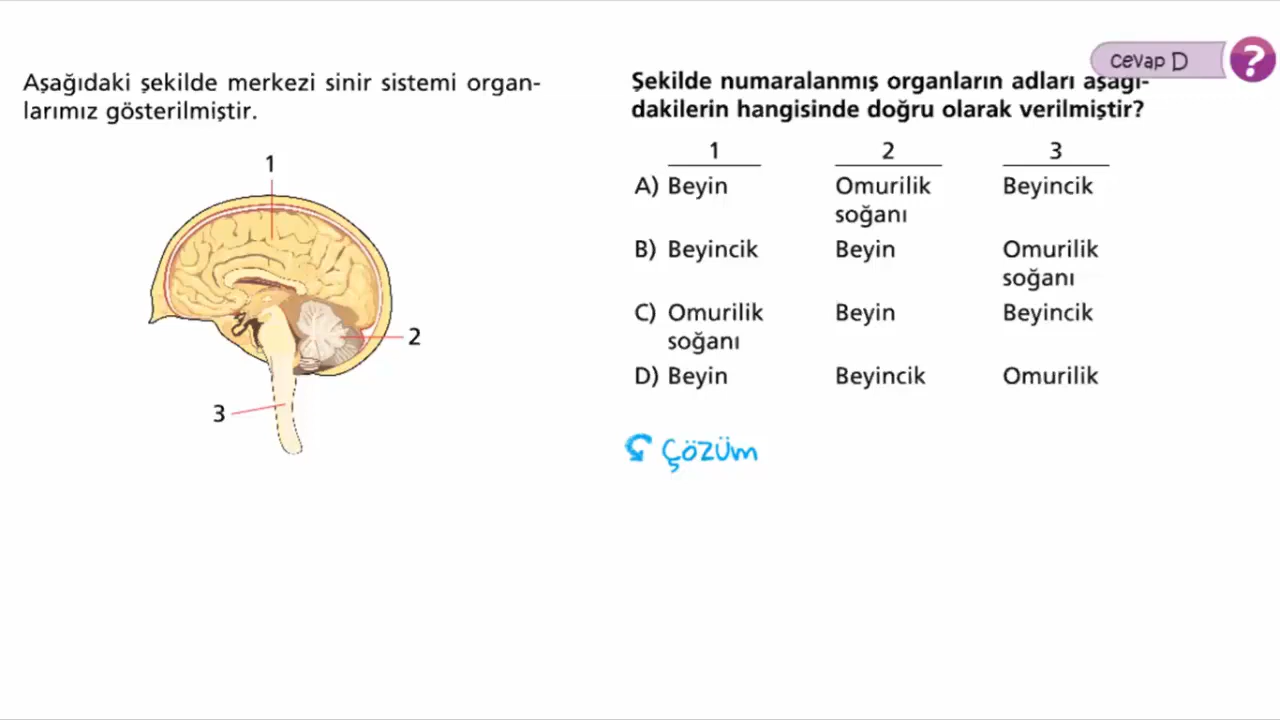 Aşağıdaki şekilde merkezi sinir sistemi organ-
larımız gösterilmiştir.
1
2
3
cevap D
?
Şekilde numaralanmış organların adları aşağı-
dakilerin hangisinde doğru olarak verilmiştir?
1 2 3
A) Beyin Omurilik Beyincik
soğanı
B) Beyincik Beyin Omurilik
soğanı
C) Omurilik Beyin Beyincik
soğanı
D) Beyin Beyincik Omurilik
çözüm